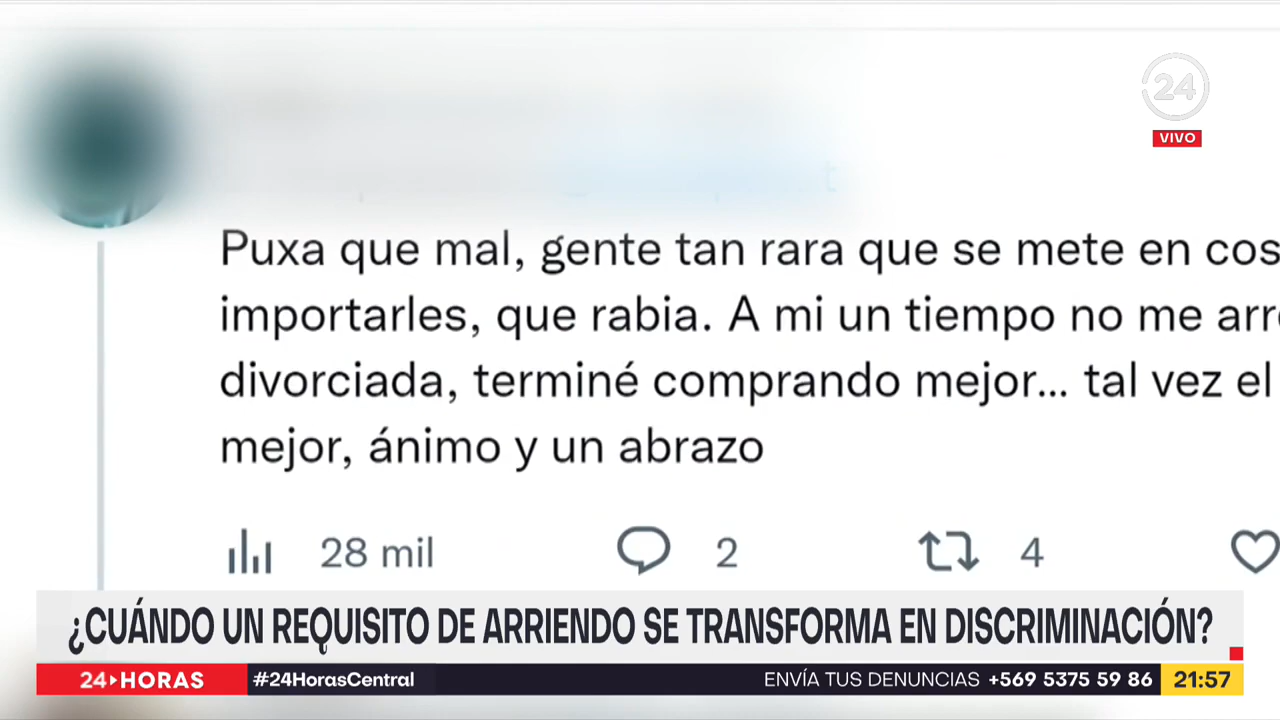 24
VIVO
Puxa que mal, gente tan rara que se mete en cos
importarles, que rabia. A mi un tiempo no me arr
divorciada, terminé comprando mejor... tal vez el
mejor, ánimo y un abrazo
28 mil 2 4
¿CUÁNDO UN REQUISITO DE ARRIENDO SE TRANSFORMA EN DISCRIMINACIÓN?
24 HORAS #24HorasCentral ENVÍA TUS DENUNCIAS +569 5375 59 86 21:57